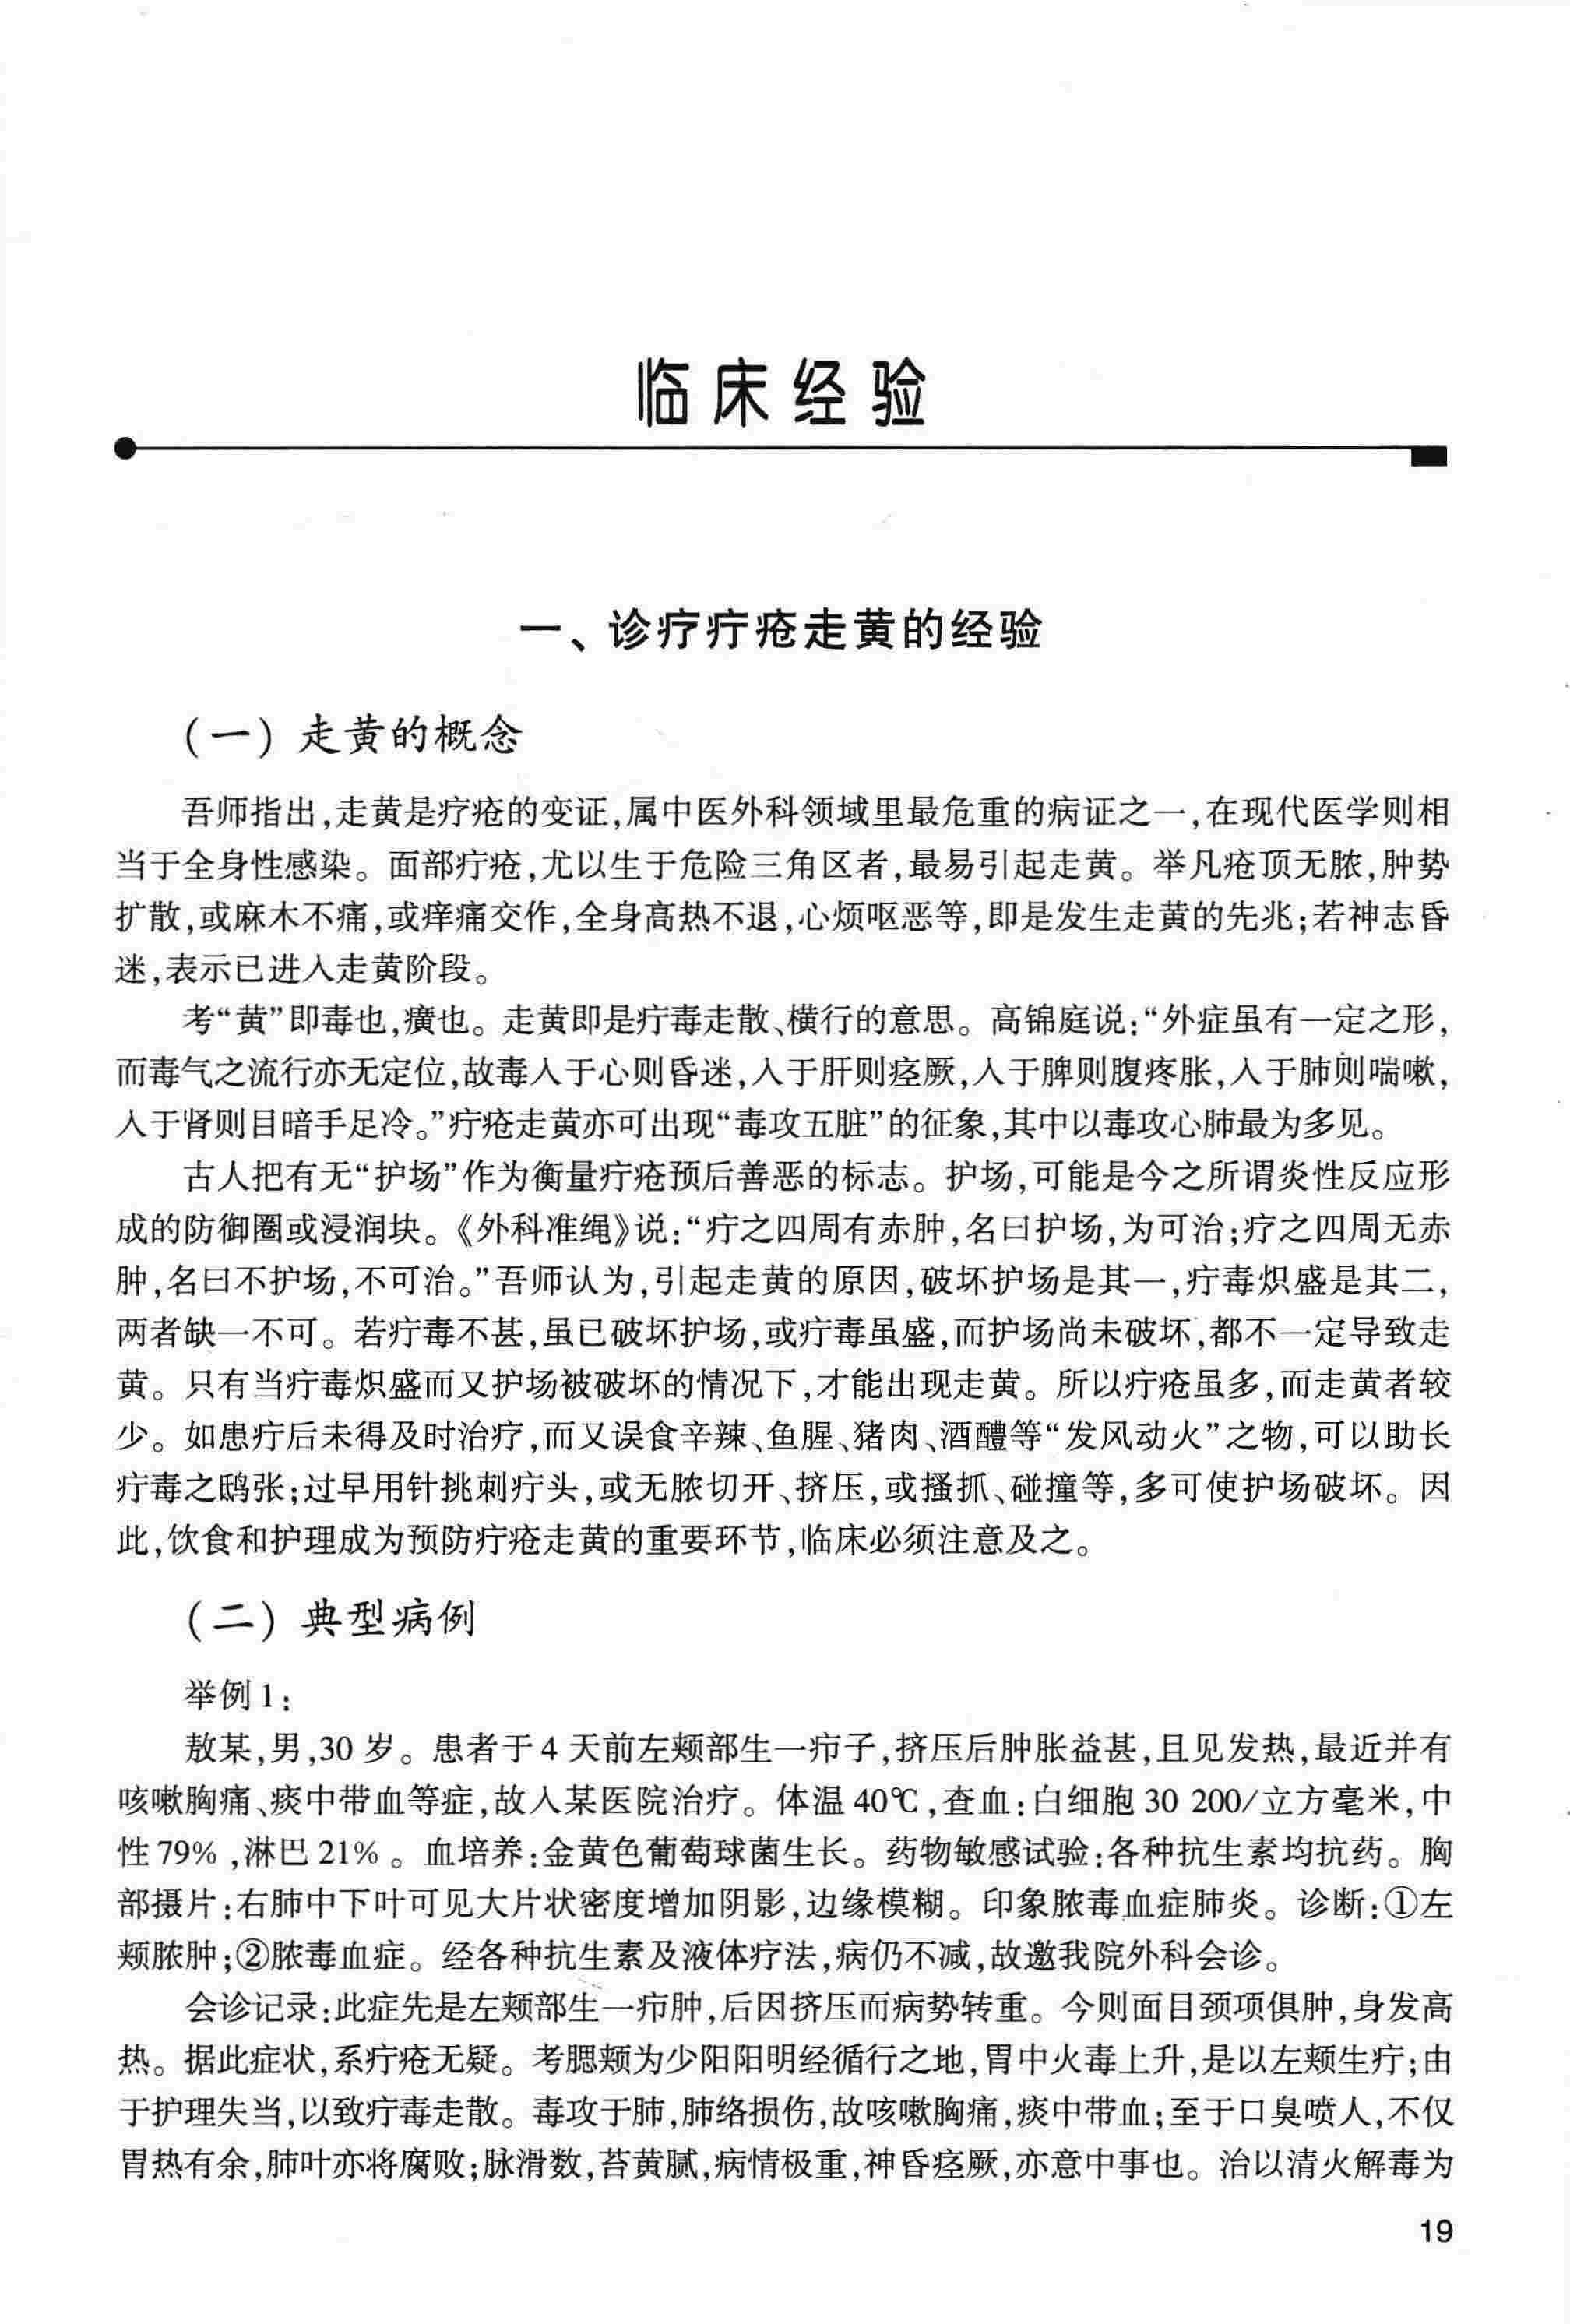 临床经验
一、诊疗疔疮走黄的经验
(一) 走黄的概念
吾师指出,走黄是疗疮的变证,属中医外科领域里最危重的病证之一,在现代医学则相
当于全身性感染。面部疔疮,尤以生于危险三角区者,最易引起走黄。举凡疮顶无脓,肿势
扩散,或麻木不痛,或痒痛交作,全身高热不退,心烦呕恶等,即是发生走黄的先兆;若神志昏
迷,表示已进入走黄阶段。
考“黄”即毒也,癀也。走黄即是疔毒走散、横行的意思。高锦庭说:“外症虽有一定之形,
而毒气之流行亦无定位,故毒入于心则昏迷,入于肝则痉厥,入于脾则腹疼胀,入于肺则喘嗽,
入于肾则目暗手足冷。”疔疮走黄亦可出现“毒攻五脏”的征象,其中以毒攻心肺最为多见。
古人把有无“护场”作为衡量疔疮预后善恶的标志。护场,可能是今之所谓炎性反应形
成的防御圈或浸润块。《外科准绳》说:“疔之四周有赤肿,名曰护场,为可治;疗之四周无赤
肿,名曰不护场,不可治。”吾师认为,引起走黄的原因,破坏护场是其一,疔毒炽盛是其二,
两者缺一不可。若疔毒不甚,虽已破坏护场,或疔毒虽盛,而护场尚未破坏,都不一定导致走
黄。只有当疔毒炽盛而又护场被破坏的情况下,才能出现走黄。所以疔疮虽多,而走黄者较
少。如患疔后未得及时治疗,而又误食辛辣、鱼腥、猪肉、酒醴等“发风动火”之物,可以助长
疔毒之鸱张;过早用针挑刺疔头,或无脓切开、挤压,或搔抓、碰撞等,多可使护场破坏。因
此,饮食和护理成为预防疔疮走黄的重要环节,临床必须注意及之。
(二) 典型病例
举例1:
敖某,男,30 岁。患者于4 天前左颊部生一疖子,挤压后肿胀益甚,且见发热,最近并有
咳嗽胸痛、痰中带血等症,故入某医院治疗。体温 40℃,查血:白细胞 30 200/立方毫米,中
性 79%,淋巴 21%。血培养:金黄色葡萄球菌生长。药物敏感试验:各种抗生素均抗药。胸
部摄片:右肺中下叶可见大片状密度增加阴影,边缘模糊。印象脓毒血症肺炎。诊断:①左
颊脓肿;②脓毒血症。经各种抗生素及液体疗法,病仍不减,故邀我院外科会诊。
会诊记录:此症先是左颊部生一疖肿,后因挤压而病势转重。今则面目颈项俱肿,身发高
热。据此症状,系疔疮无疑。考腮颊为少阳阳明经循行之地,胃中火毒上升,是以左颊生疔;由
于护理失当,以致疔毒走散。毒攻于肺,肺络损伤,故咳嗽胸痛,痰中带血;至于口臭喷人,不仅
胃热有余,肺叶亦将腐败;脉滑数,苔黄腻,病情极重,神昏痉厥,亦意中事也。治以清火解毒为
19